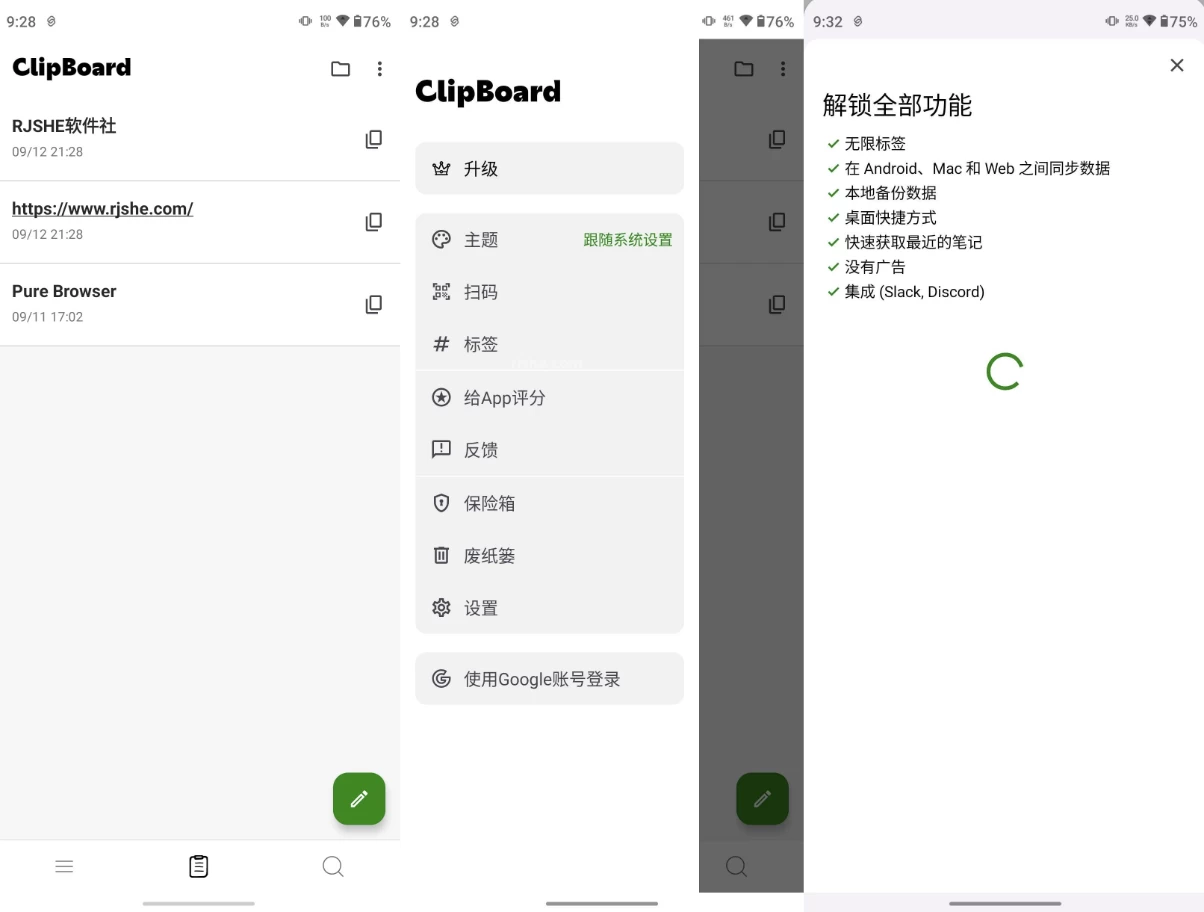 9:28
100
B/s
76%
ClipBoard
RJSHE软件社
09/12 21:28
https://www.rjshe.com/
09/12 21:28
Pure Browser
09/11 17:02
9:28
461
B/s
76%
ClipBoard
升级
主题
跟随系统设置
扫码
标签
给App评分
反馈
保险箱
废纸篓
设置
使用Google账号登录
9:32
25.0
KB/s
75%
解锁全部功能
无限标签
在 Android、Mac 和 Web 之间同步数据
本地备份数据
桌面快捷方式
快速获取最近的笔记
没有广告
集成 (Slack, Discord)